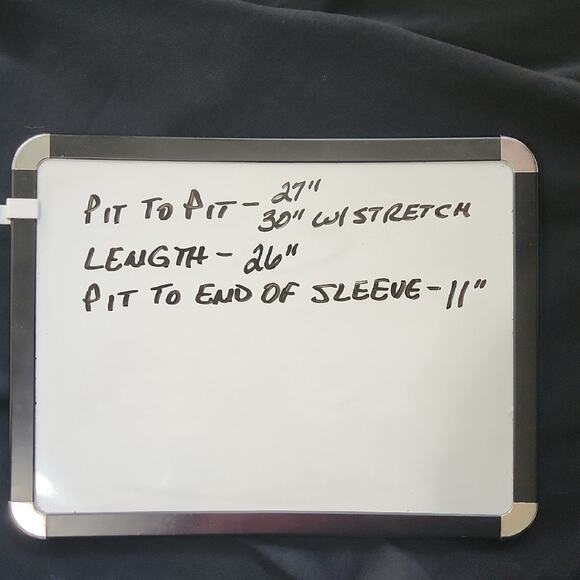 PIT TO PIT - 27"
30" W/ STRETCH
LENGTH - 26"
PIT TO END OF SLEEVE - 11"